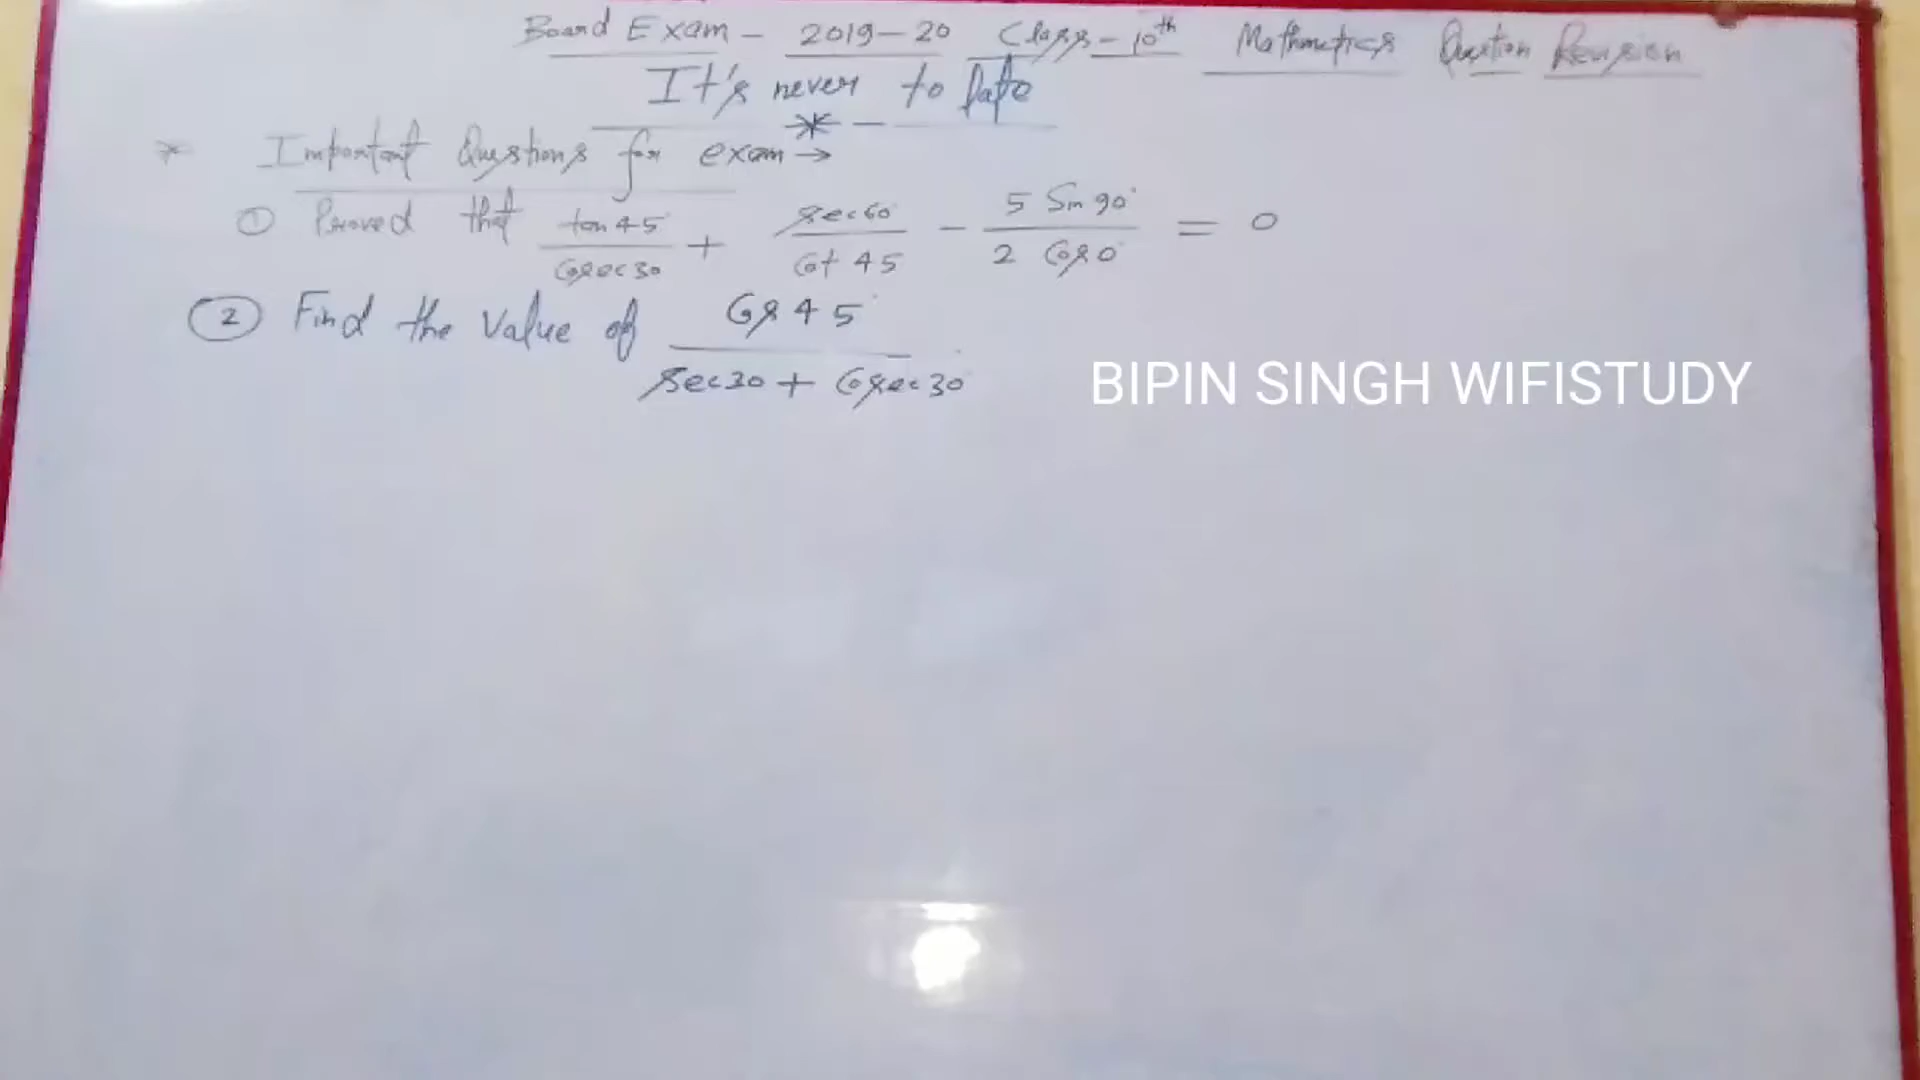 Board Exam - 2019-20 Class - 10th Mathmetics Question Revision
It's never to late
* -
* Important Questions for exam →
① Proved that tan 45°/Cosec 30 + sec 60°/Cot 45 - 5 Sin 90°/2 Cos 0° = 0
② Find the value of Cos 45°/sec 30 + Cosec 30°
BIPIN SINGH WIFISTUDY